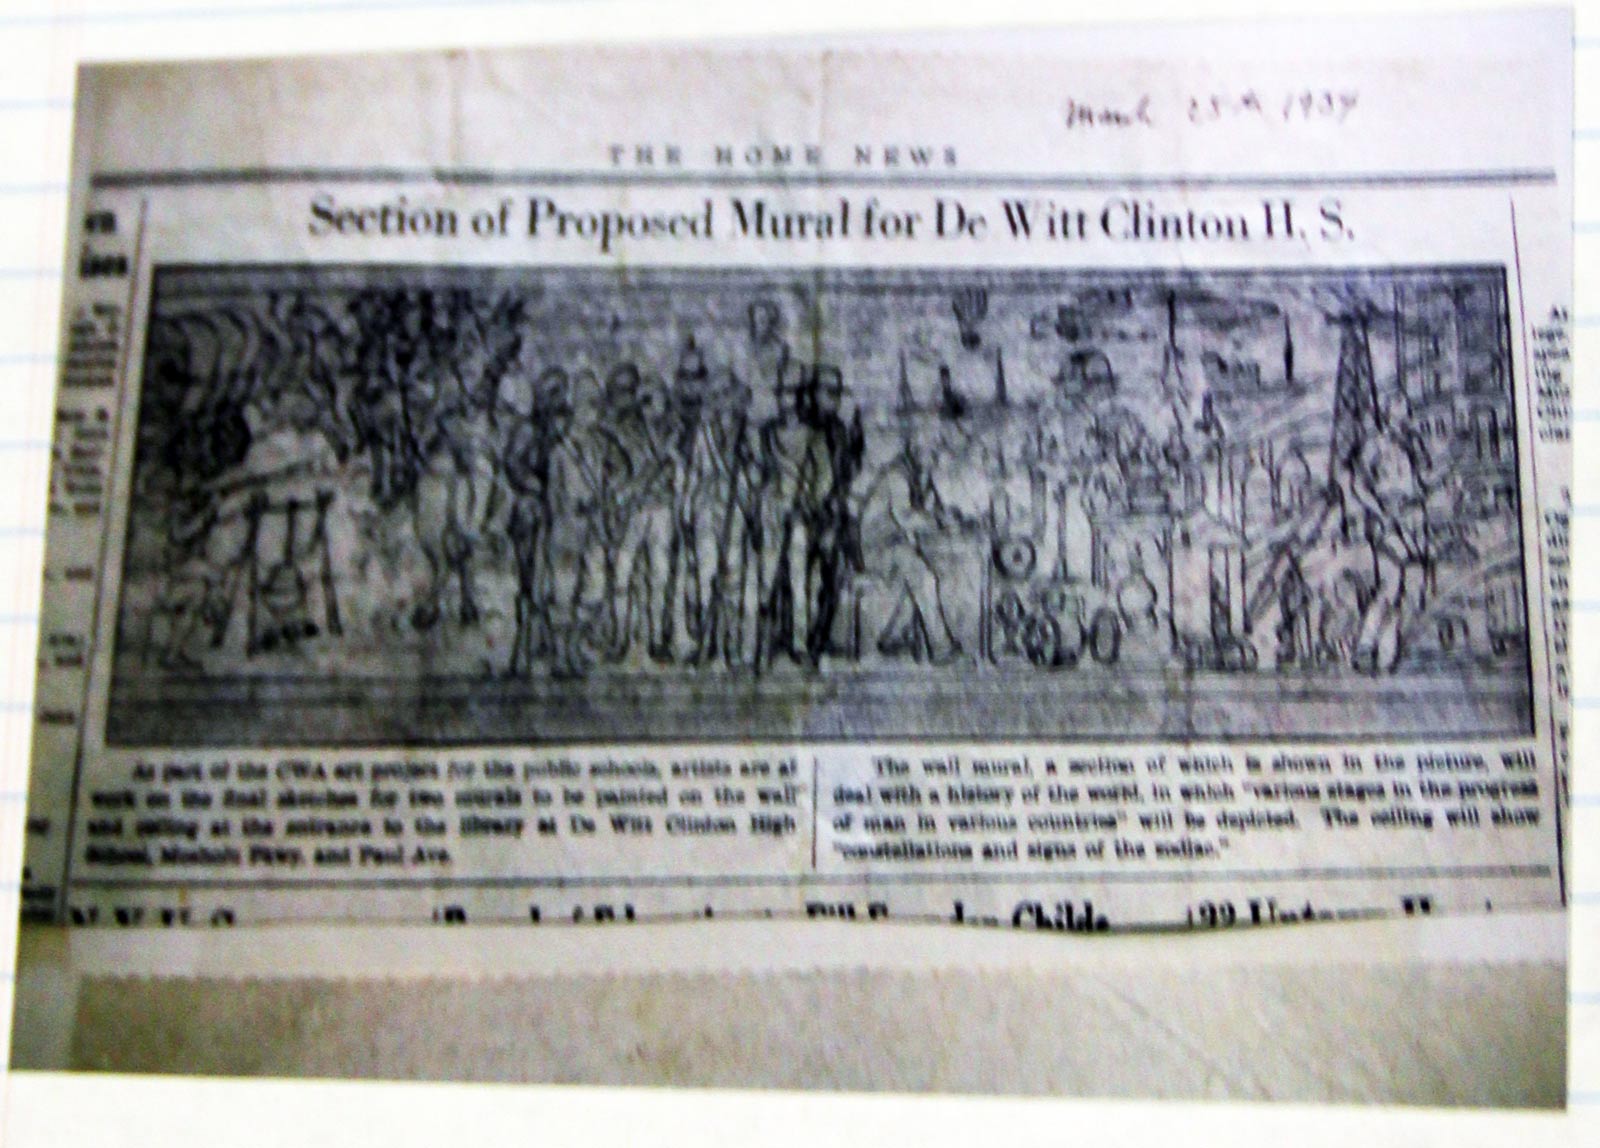 March 25th 1934
THE HOME NEWS
Section of Proposed Mural for De Witt Clinton H. S.
As part of the CWA art project for the public schools, artists are at
work on the final sketches for two murals to be painted on the wall
and ceiling at the entrance to the library at De Witt Clinton High
School, Mosholu Pkwy. and Paul Ave.
The wall mural, a section of which is shown in the picture, will
deal with a history of the world, in which "various stages in the progress
of man in various countries" will be depicted. The ceiling will show
"constellations and signs of the zodiac."
Childs